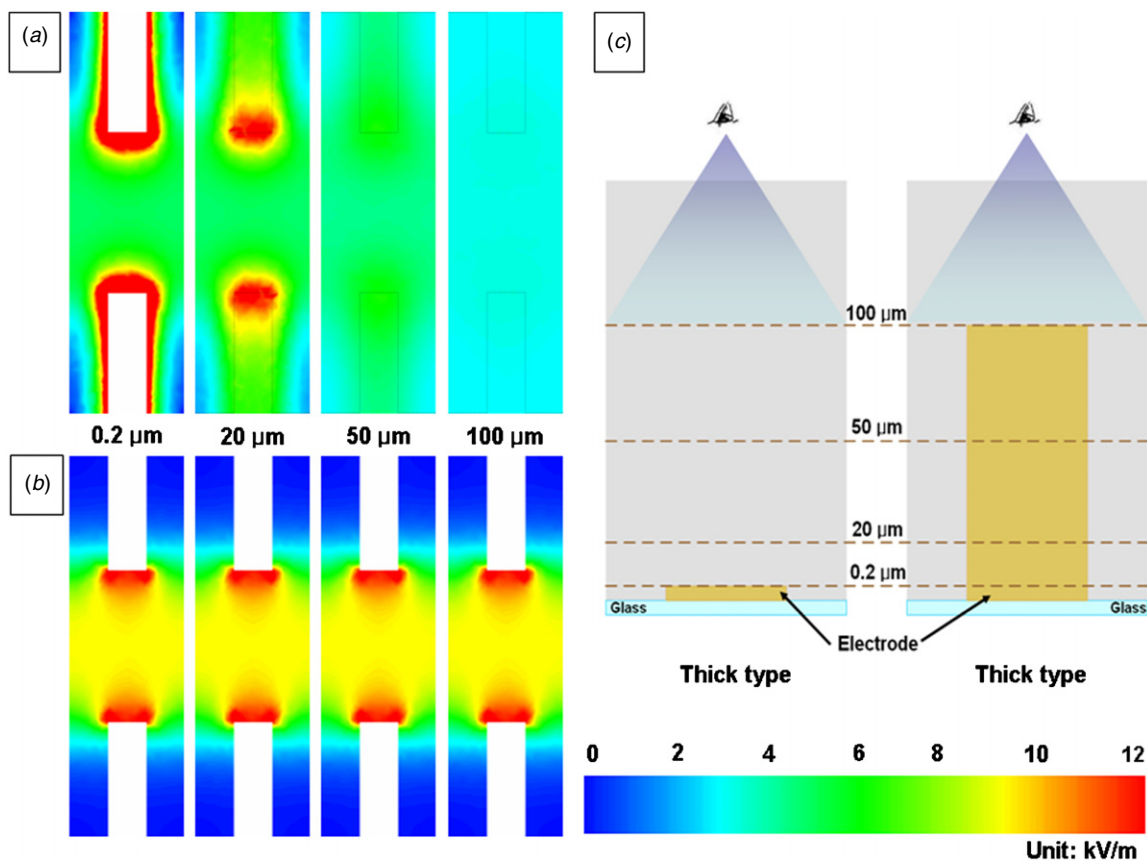 (a)
0.2 µm 20 µm 50 µm 100 µm
(b)
(c)
100 µm
50 µm
20 µm
0.2 µm
Glass Glass
Electrode
Thick type Thick type
0 2 4 6 8 10 12
Unit: kV/m